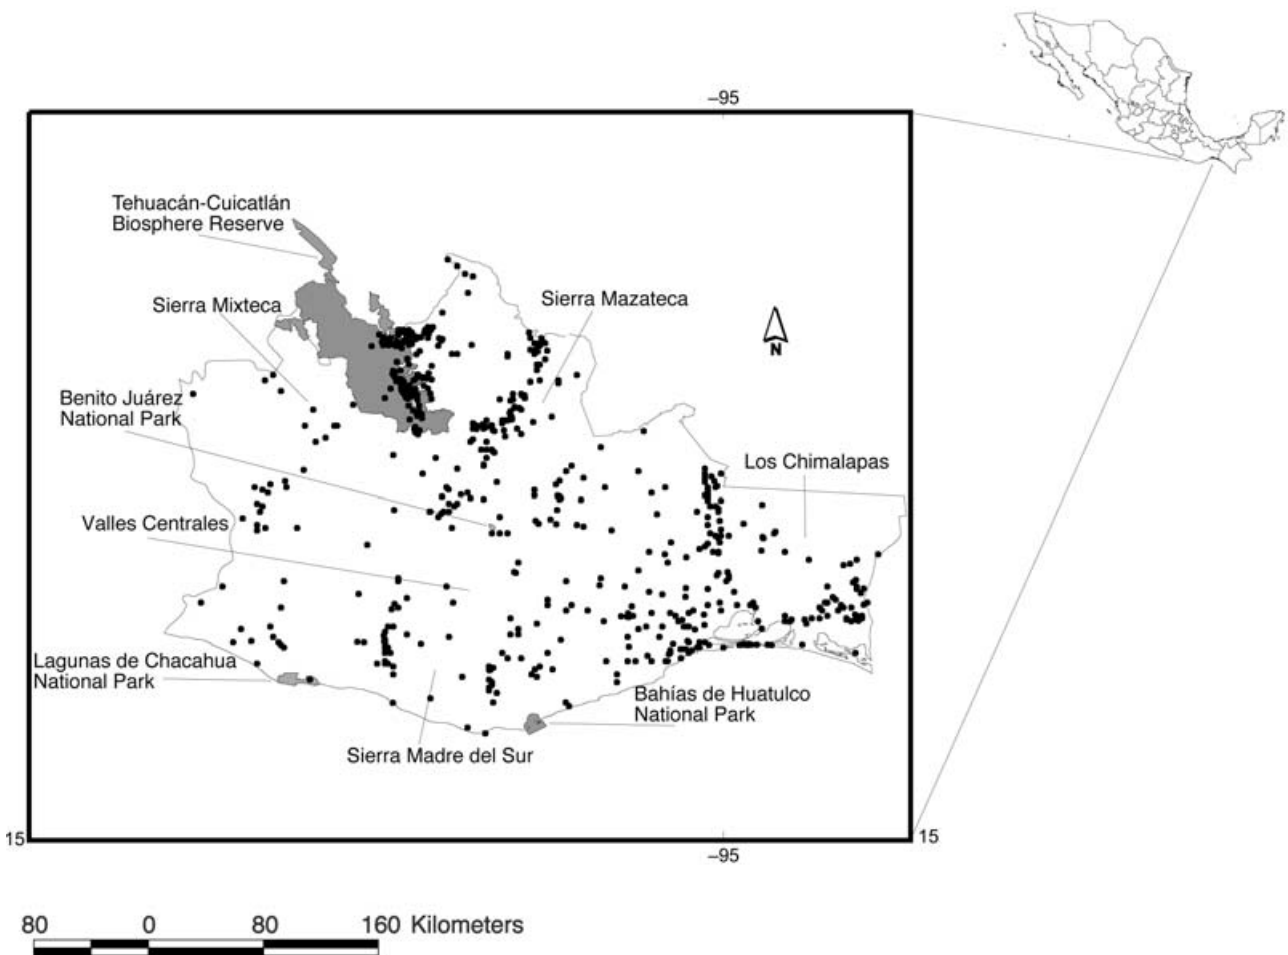 –95
Tehuacán-Cuicatlán
Biosphere Reserve
Sierra Mixteca
Sierra Mazateca
N
Benito Juárez
National Park
Los Chimalapas
Valles Centrales
Lagunas de Chacahua
National Park
Bahías de Huatulco
National Park
Sierra Madre del Sur
15
15
–95
80 0 80 160 Kilometers